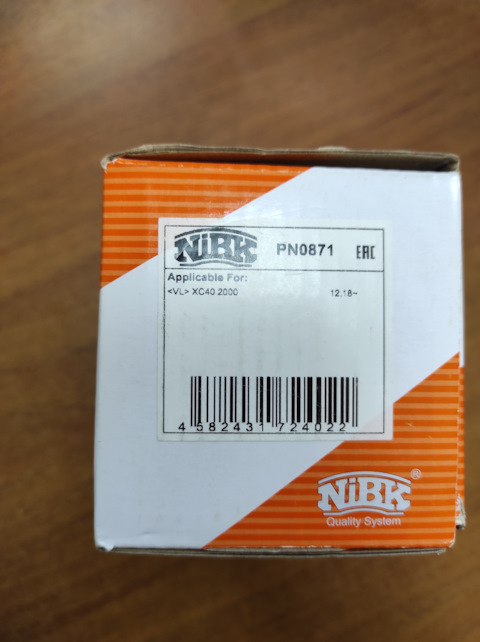 NiBK PN0871 EAC
Applicable For:
<VL> XC40 2000 12.18~
4 582431 724022
NiBK ®
Quality System